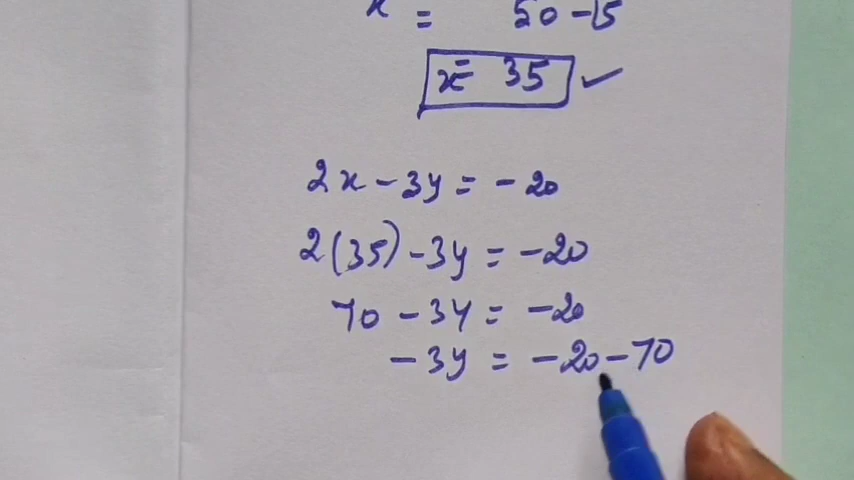 x = 50 - 15
x = 35 ✓
2x - 3y = - 20
2(35) - 3y = - 20
70 - 3y = - 20
- 3y = - 20 - 70